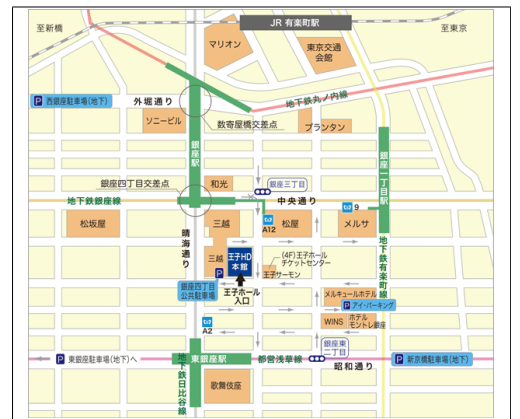 JR 有楽町駅
至新橋
至東京
マリオン
東京交通
会館
地下鉄丸ノ内線
P 西銀座駐車場(地下)
外堀通り
ソニービル
数寄屋橋交差点
プランタン
銀座駅
銀座二丁目駅
銀座四丁目交差点
和光
銀座三丁目
地下鉄銀座線
中央通り
9
松坂屋
晴海通り
三越
A12
松屋
メルサ
地下鉄有楽町線
三越
王子HD
本館
(4F)王子ホール
チケットセンター
王子サーモン
P
銀座四丁目
公共駐車場
王子ホール
入口
メルキュールホテル
P アイ・パーキング
A2
WINS
ホテル
モントレ銀座
銀座東
二丁目
P 東銀座駐車場(地下)へ
東銀座駅
都営浅草線
昭和通り
P 新京橋駐車場(地下)
地下鉄日比谷線
歌舞伎座